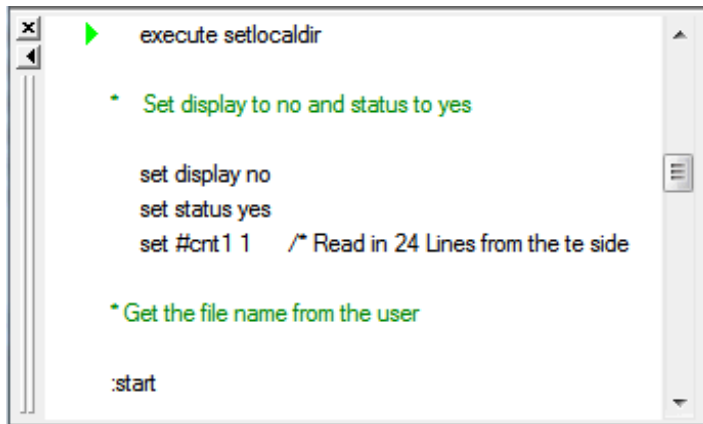 execute setlocaldir
* Set display to no and status to yes
set display no
set status yes
set #cnt1 1 /* Read in 24 Lines from the te side
* Get the file name from the user
:start